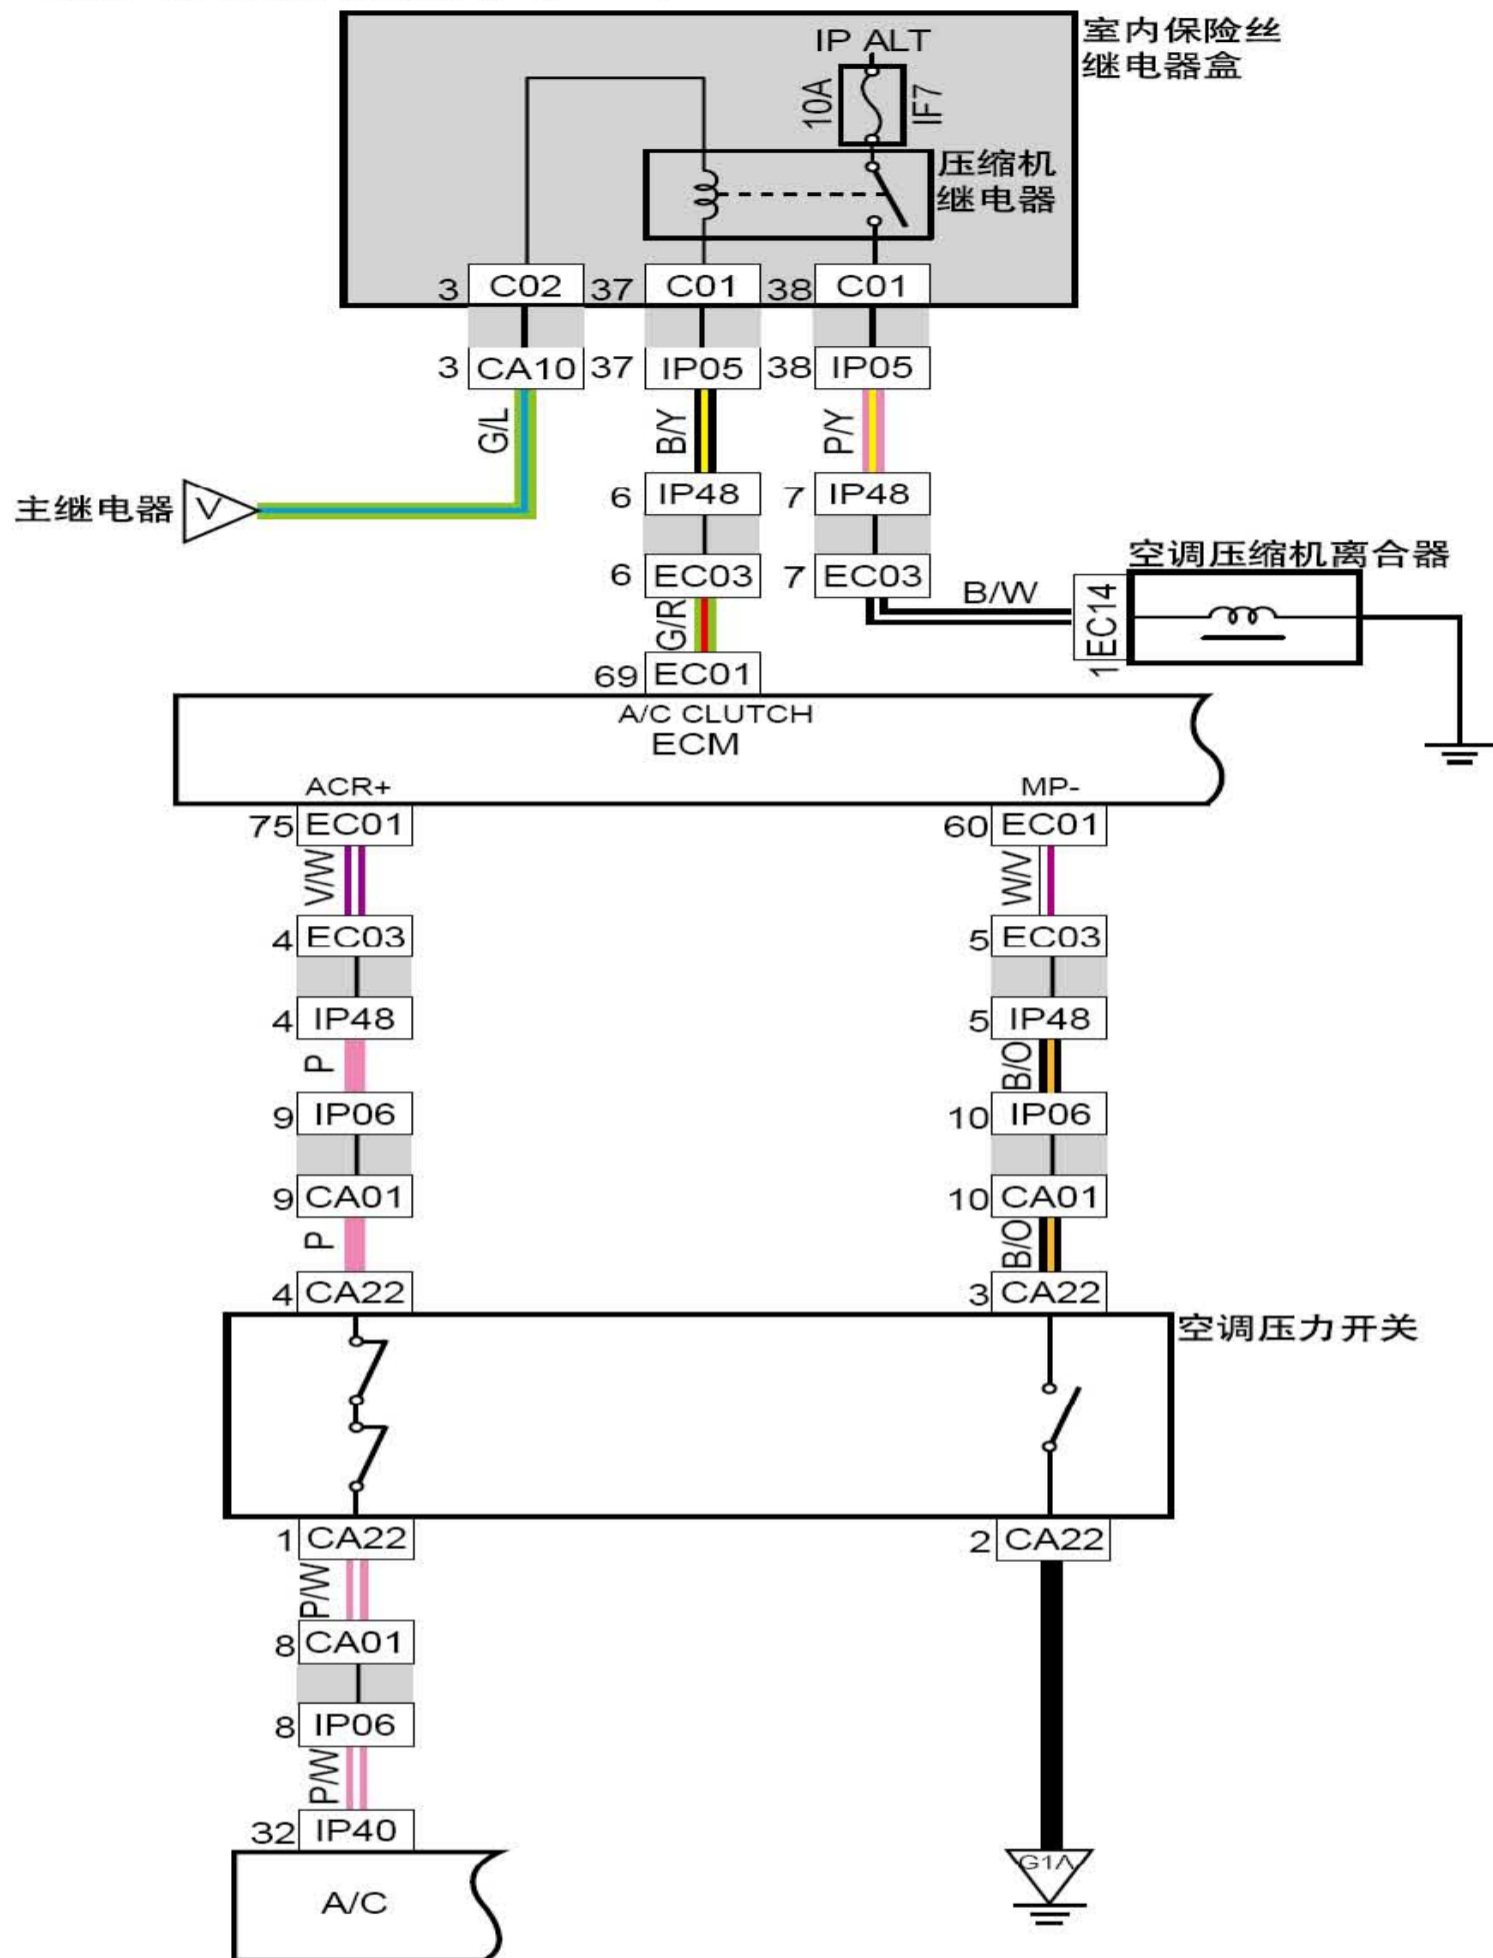 室内保险丝
继电器盒
IP ALT
10A
IF7
压缩机
继电器
3 C02 37 C01 38 C01
3 CA10 37 IP05 38 IP05
G/L
B/Y
P/Y
主继电器 V
6 IP48 7 IP48
空调压缩机离合器
6 EC03 7 EC03
B/W
1 EC14
G/R
69 EC01
A/C CLUTCH
ECM
ACR+
MP-
75 EC01 60 EC01
V/W
W/V
4 EC03 5 EC03
4 IP48 5 IP48
P
B/O
9 IP06 10 IP06
9 CA01 10 CA01
P
B/O
4 CA22 3 CA22
空调压力开关
1 CA22 2 CA22
P/W
8 CA01
8 IP06
P/W
32 IP40
A/C